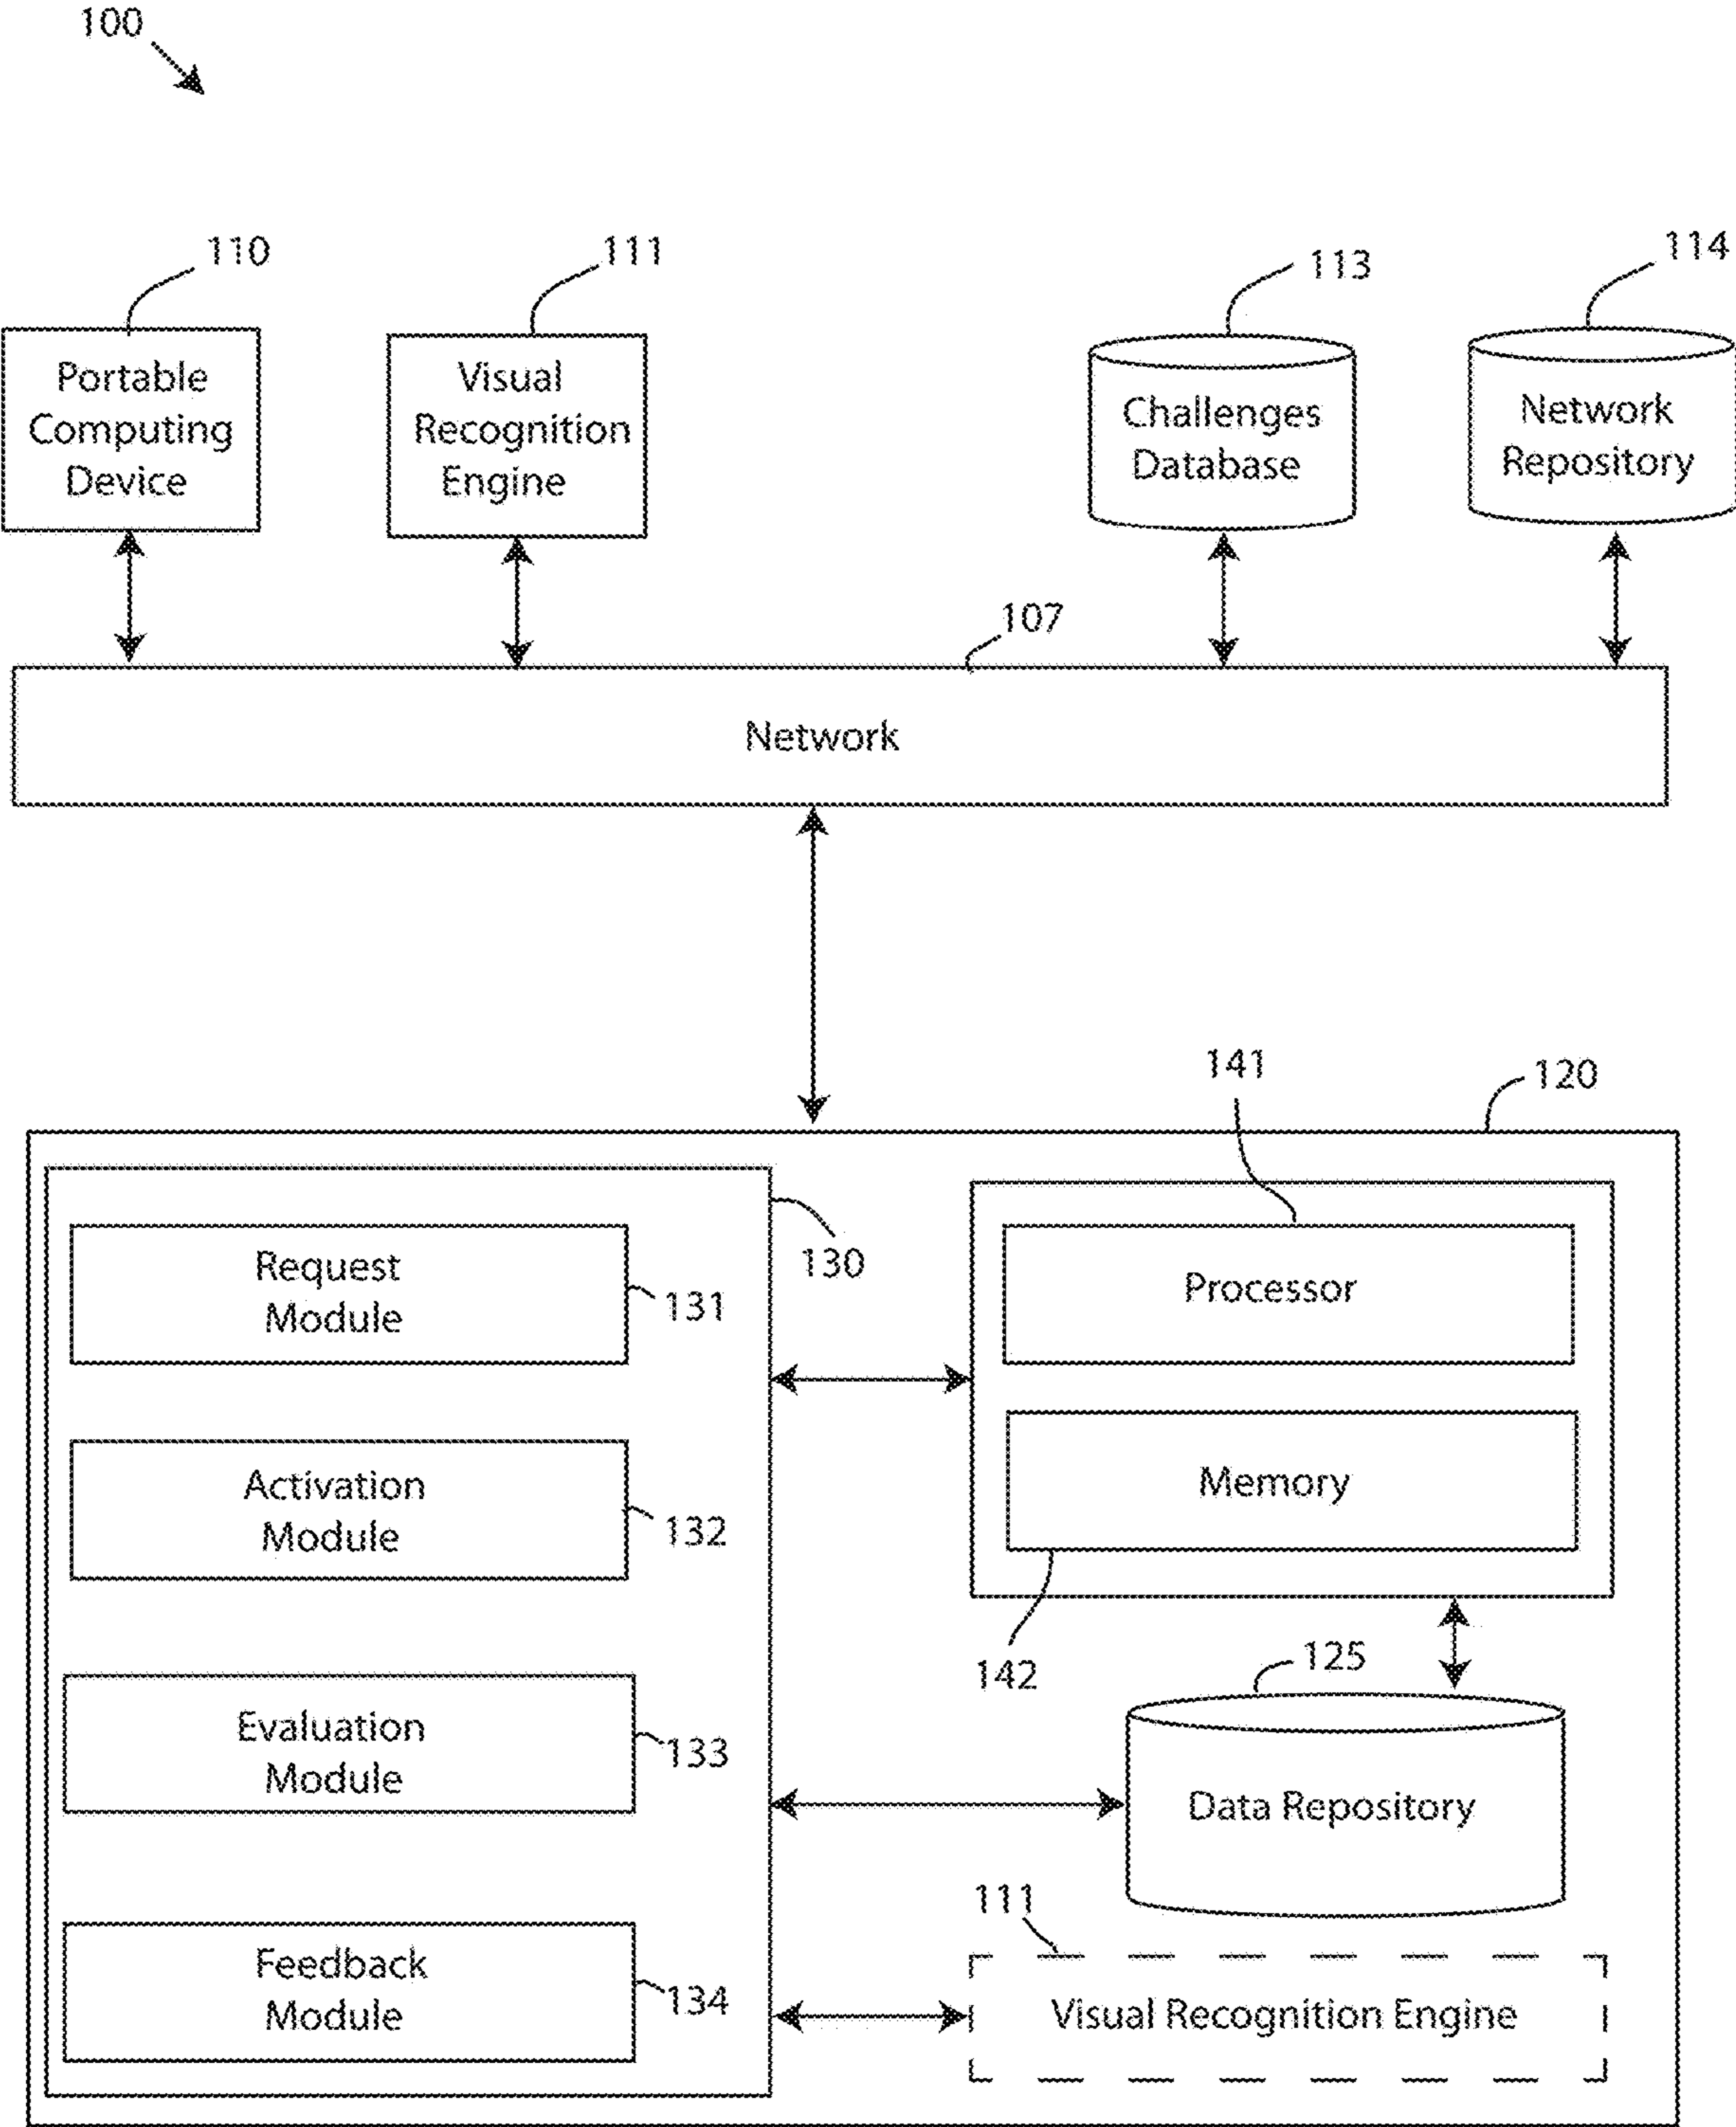 100
110
111
113
114
Portable
Computing
Device
Visual
Recognition
Engine
Challenges
Database
Network
Repository
107
Network
141
120
130
Request
Module
131
Processor
Activation
Module
132
Memory
142
125
Evaluation
Module
133
Data Repository
111
Feedback
Module
134
Visual Recognition Engine